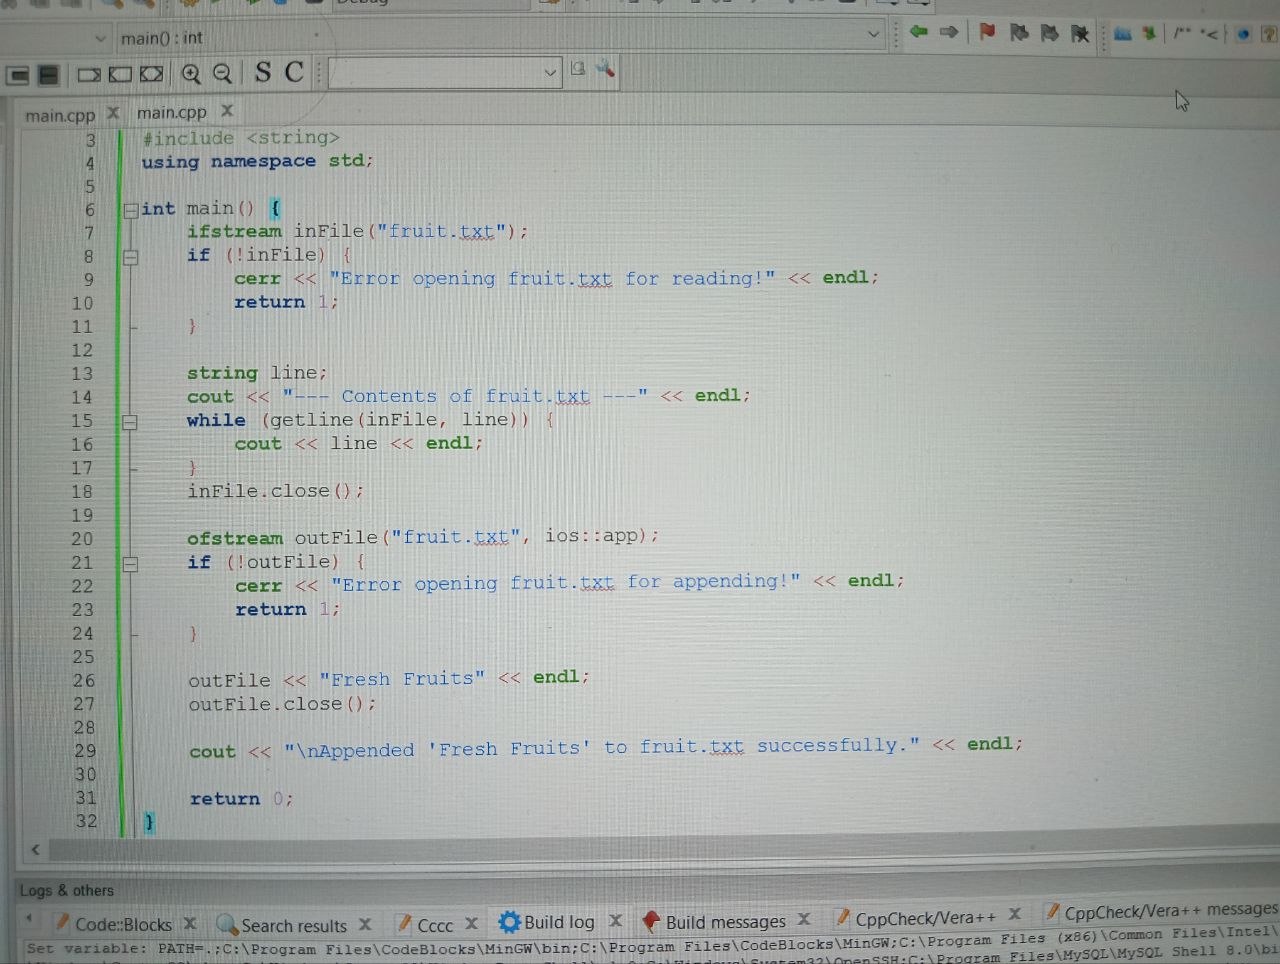 main() : int
S C
main.cpp X main.cpp X
3 #include <string>
4 using namespace std;
5
6 int main() {
7 ifstream inFile("fruit.txt");
8 if (!inFile) {
9 cerr << "Error opening fruit.txt for reading!" << endl;
10 return 1;
11 }
12
13 string line;
14 cout << "--- Contents of fruit.txt ---" << endl;
15 while (getline(inFile, line)) {
16 cout << line << endl;
17 }
18 inFile.close();
19
20 ofstream outFile("fruit.txt", ios::app);
21 if (!outFile) {
22 cerr << "Error opening fruit.txt for appending!" << endl;
23 return 1;
24 }
25
26 outFile << "Fresh Fruits" << endl;
27 outFile.close();
28
29 cout << "\nAppended 'Fresh Fruits' to fruit.txt successfully." << endl;
30
31 return 0;
32 }
Logs & others
Code::Blocks X Search results X Cccc X Build log X Build messages X CppCheck/Vera++ X CppCheck/Vera++ messages
Set variable: PATH=.;C:\Program Files\CodeBlocks\MinGW\bin;C:\Program Files\CodeBlocks\MinGW;C:\Program Files (x86)\Common Files\Intel\
Files\MySQL\MySQL Shell 8.0\bi